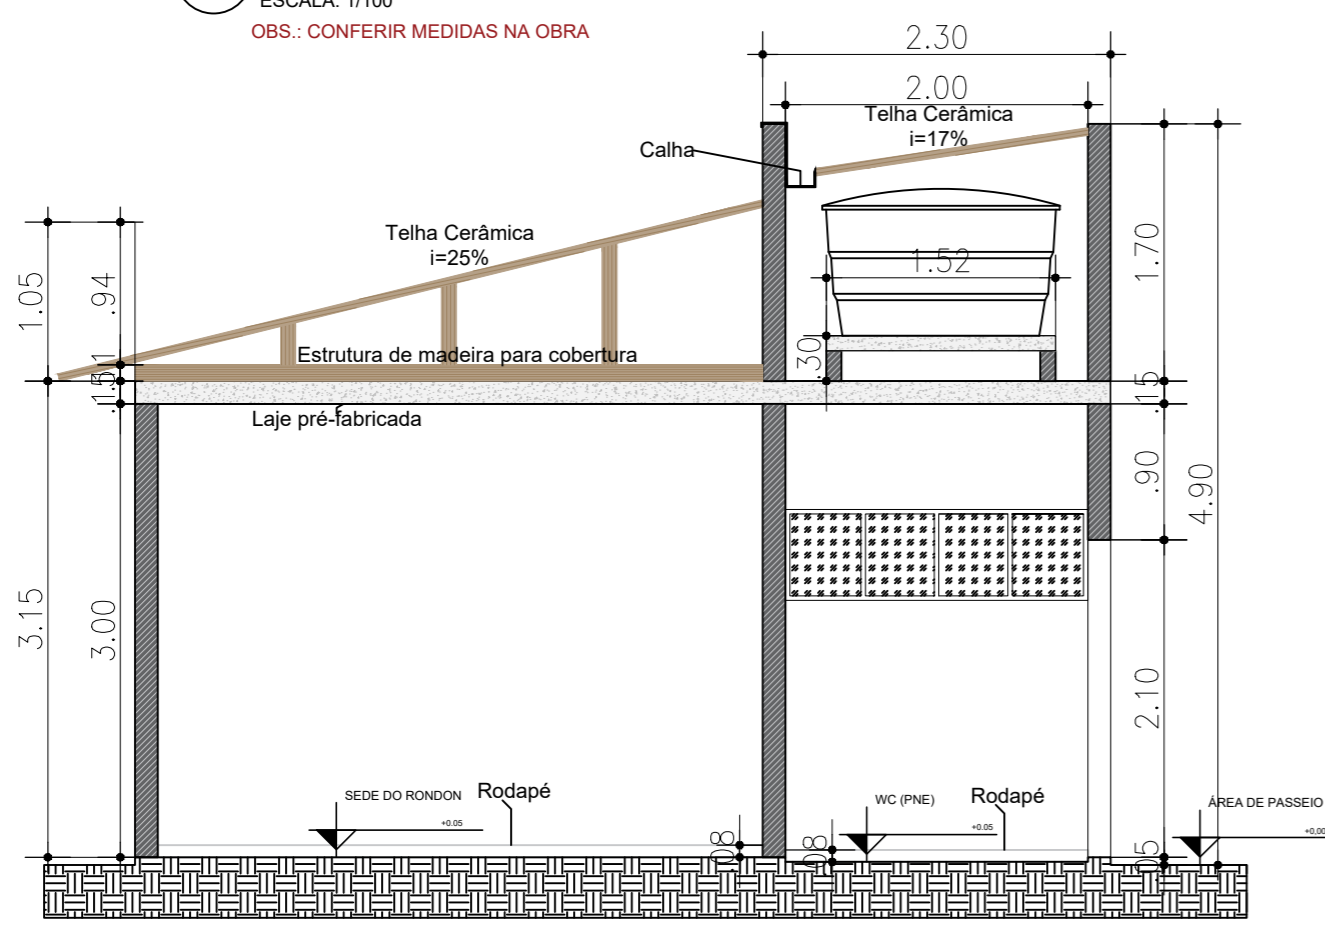 ESCALA: 1/100
OBS.: CONFERIR MEDIDAS NA OBRA
2.30
2.00
Telha Cerâmica
i=17%
Calha
Telha Cerâmica
i=25%
1.05
.94
1.70
1.52
Estrutura de madeira para cobertura
.30
.15
.15
Laje pré-fabricada
.90
4.90
3.15
3.00
2.10
SEDE DO RONDON
+0.05
Rodapé
WC (PNE)
+0.05
Rodapé
ÁREA DE PASSEIO
+0,00
.08
.08
.05